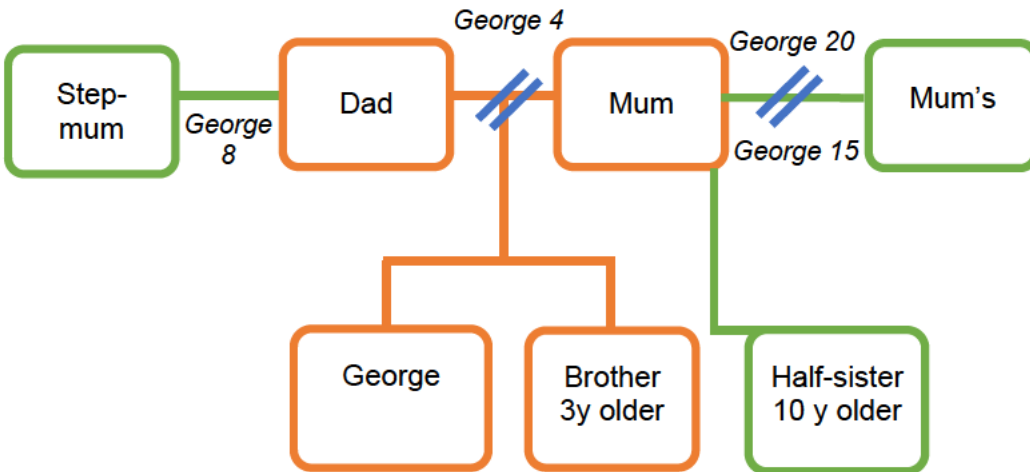 George 4
George 20
Step-
mum
Dad
Mum
Mum's
George
8
George 15
George
Brother
3y older
Half-sister
10 y older